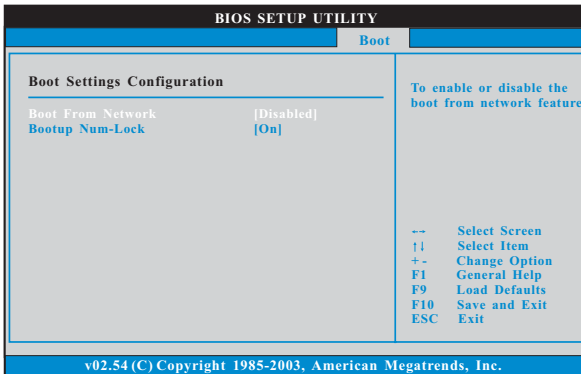 BIOS SETUP UTILITY
Boot
Boot Settings Configuration
Boot From Network [Disabled]
Bootup Num-Lock [On]
To enable or disable the
boot from network feature
←→ Select Screen
↑↓ Select Item
+ - Change Option
F1 General Help
F9 Load Defaults
F10 Save and Exit
ESC Exit
v02.54 (C) Copyright 1985-2003, American Megatrends, Inc.